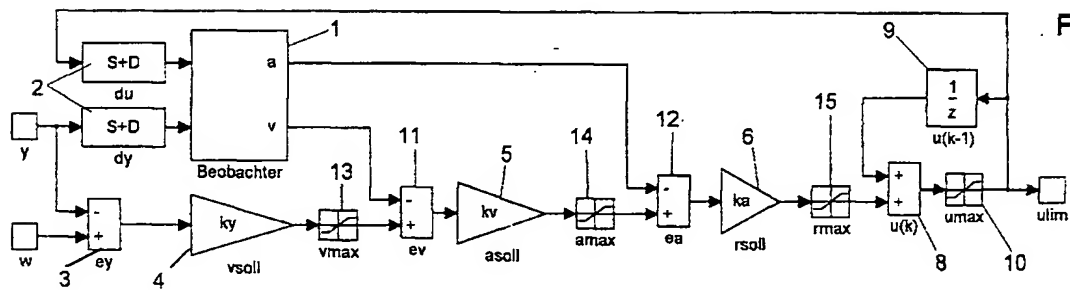 F
1
9
S+D
a
1
z
2
du
15
12
u(k-1)
S+D
v
11
6
y
dy
5
Beobachter
13
14
-
+
-
+
ky
-
+
kv
-
+
ka
+
+
w
3
ey
4
vsoll
vmax
ev
asoll
amax
ea
rsoll
rmax
u(k)
8
umax
10
ulim